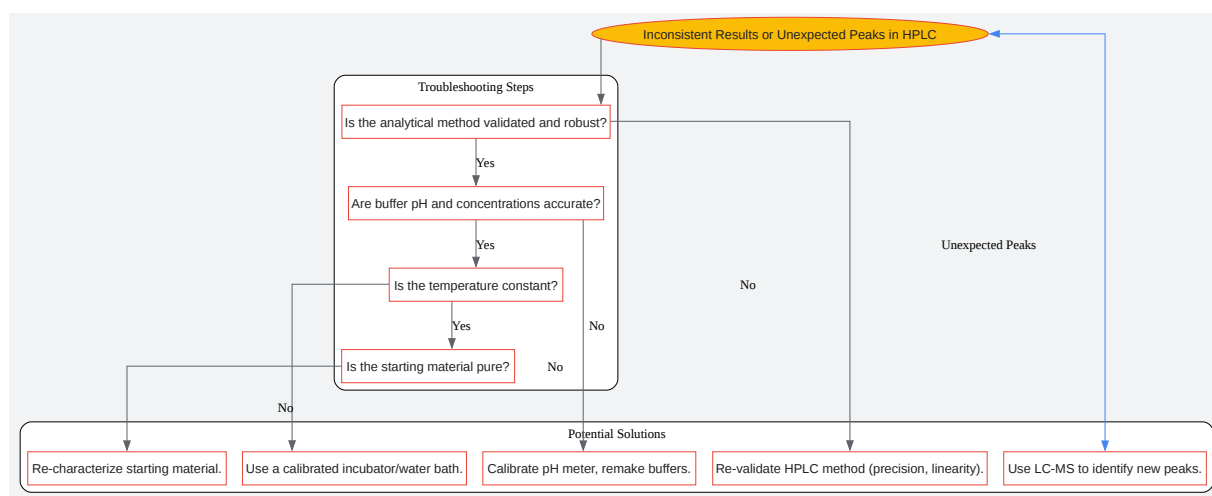 Inconsistent Results or Unexpected Peaks in HPLC
Troubleshooting Steps
Is the analytical method validated and robust?
Yes
Are buffer pH and concentrations accurate?
Yes
Unexpected Peaks
Is the temperature constant?
No
Yes
No
Is the starting material pure?
No
No
Potential Solutions
Re-characterize starting material.
Use a calibrated incubator/water bath.
Calibrate pH meter, remake buffers.
Re-validate HPLC method (precision, linearity).
Use LC-MS to identify new peaks.